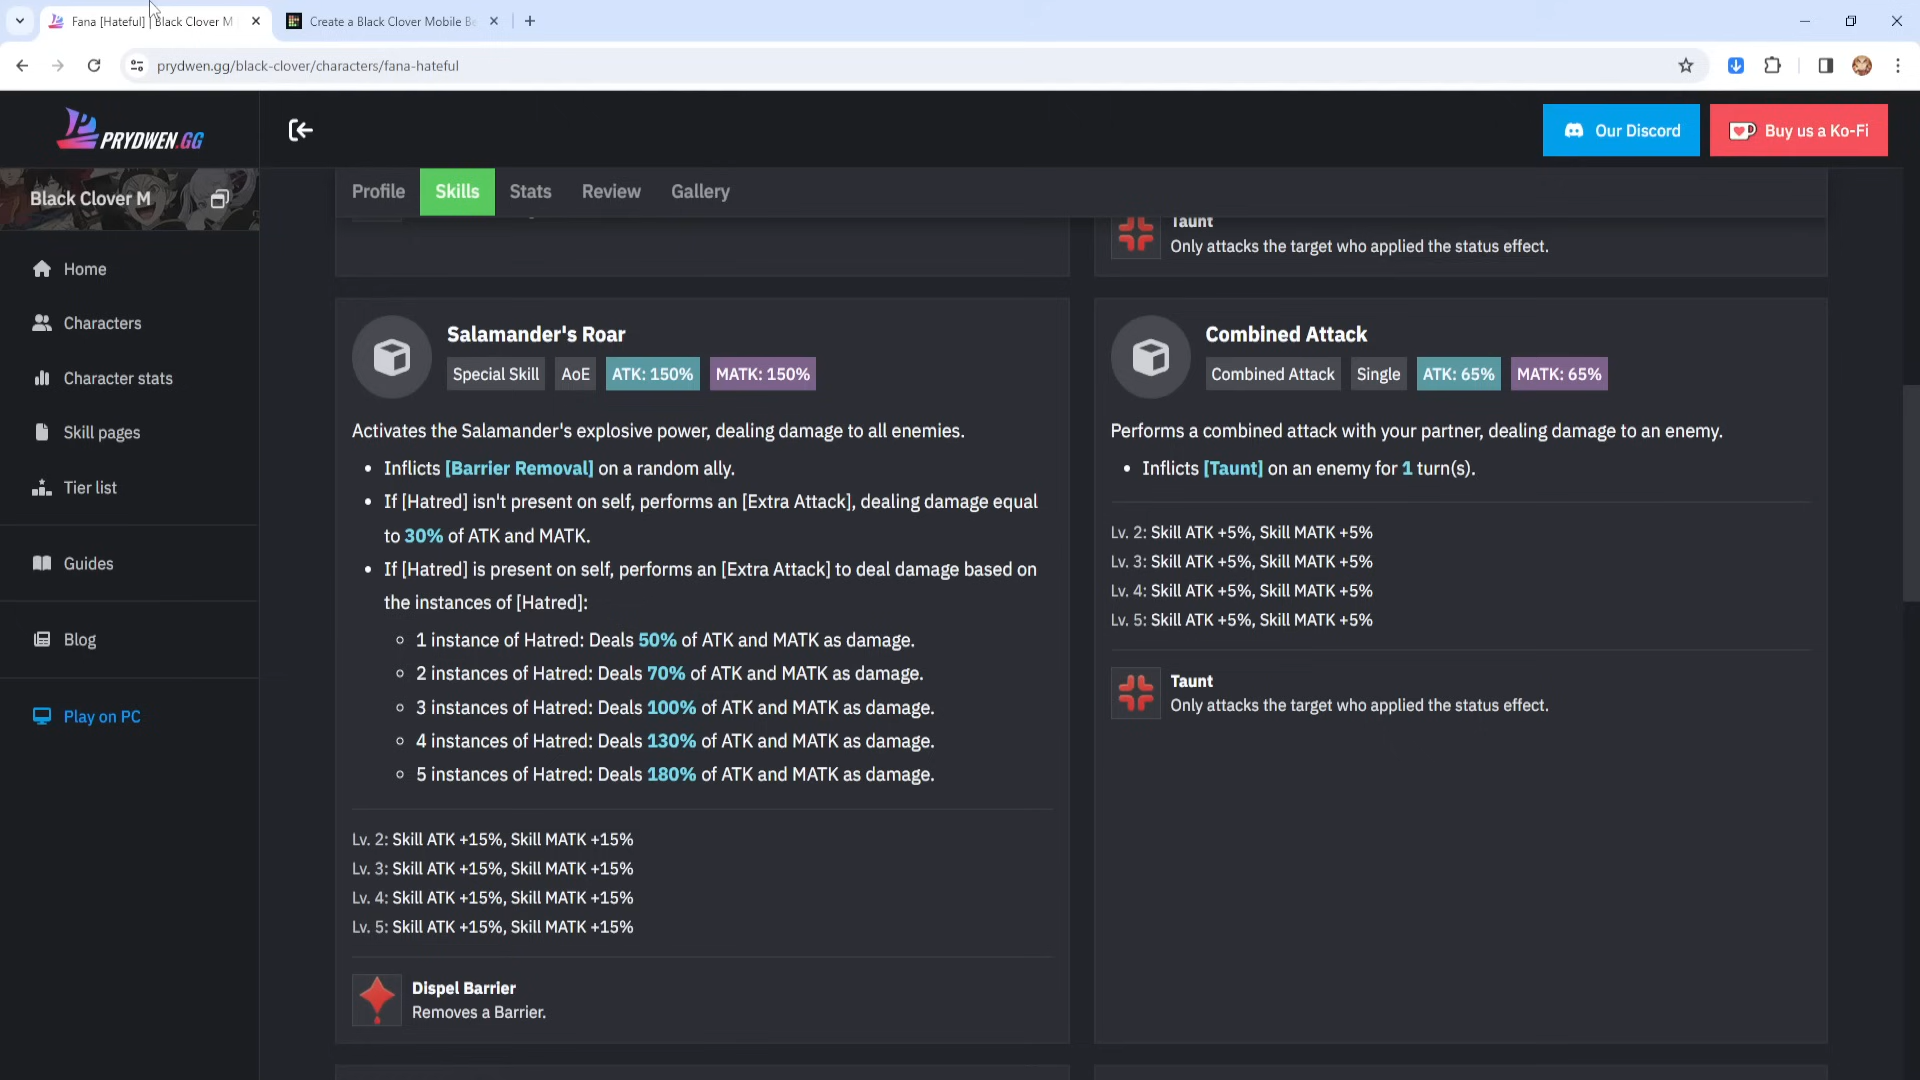 Fana [Hateful] | Black Clover M
Create a Black Clover Mobile Be
prydwen.gg/black-clover/characters/fana-hateful
PRYDWEN.GG
Our Discord
Buy us a Ko-Fi
Black Clover M
Profile
Skills
Stats
Review
Gallery
Home
Characters
Character stats
Skill pages
Tier list
Guides
Blog
Play on PC
Taunt
Only attacks the target who applied the status effect.
Salamander's Roar
Special Skill
AoE
ATK: 150%
MATK: 150%
Activates the Salamander's explosive power, dealing damage to all enemies.
• Inflicts [Barrier Removal] on a random ally.
• If [Hatred] isn't present on self, performs an [Extra Attack], dealing damage equal
to 30% of ATK and MATK.
• If [Hatred] is present on self, performs an [Extra Attack] to deal damage based on
the instances of [Hatred]:
◦ 1 instance of Hatred: Deals 50% of ATK and MATK as damage.
◦ 2 instances of Hatred: Deals 70% of ATK and MATK as damage.
◦ 3 instances of Hatred: Deals 100% of ATK and MATK as damage.
◦ 4 instances of Hatred: Deals 130% of ATK and MATK as damage.
◦ 5 instances of Hatred: Deals 180% of ATK and MATK as damage.
Lv. 2: Skill ATK +15%, Skill MATK +15%
Lv. 3: Skill ATK +15%, Skill MATK +15%
Lv. 4: Skill ATK +15%, Skill MATK +15%
Lv. 5: Skill ATK +15%, Skill MATK +15%
Dispel Barrier
Removes a Barrier.
Combined Attack
Combined Attack
Single
ATK: 65%
MATK: 65%
Performs a combined attack with your partner, dealing damage to an enemy.
• Inflicts [Taunt] on an enemy for 1 turn(s).
Lv. 2: Skill ATK +5%, Skill MATK +5%
Lv. 3: Skill ATK +5%, Skill MATK +5%
Lv. 4: Skill ATK +5%, Skill MATK +5%
Lv. 5: Skill ATK +5%, Skill MATK +5%
Taunt
Only attacks the target who applied the status effect.